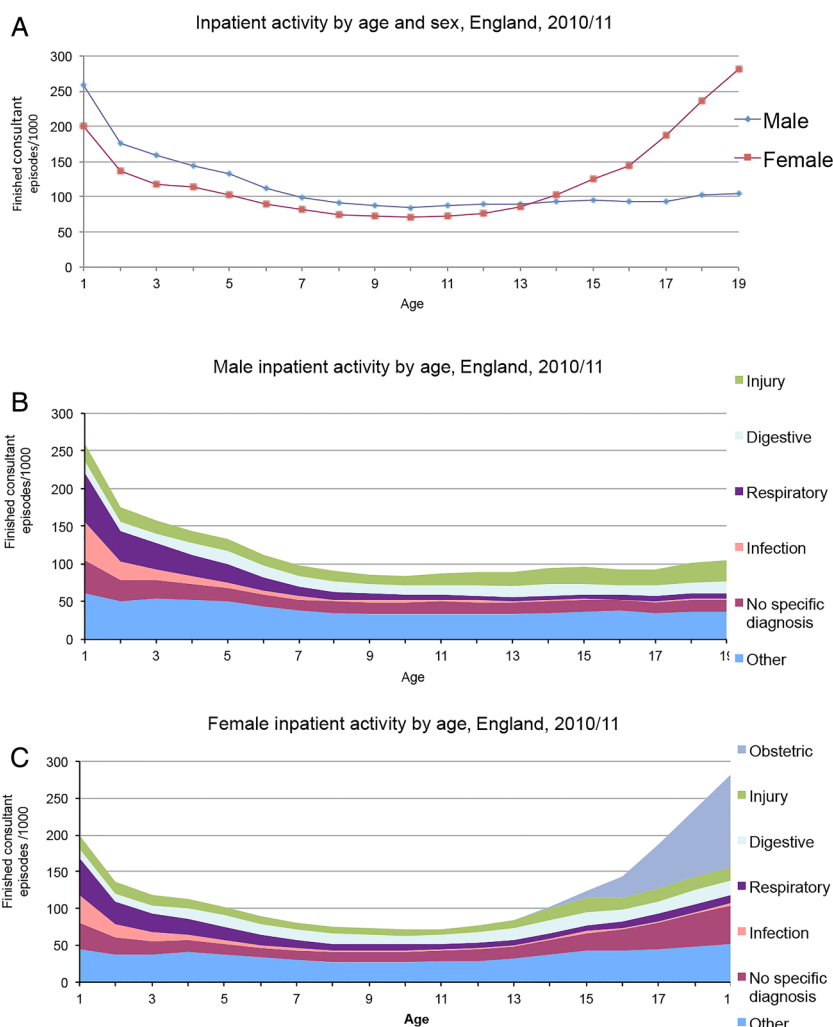 A
Inpatient activity by age and sex, England, 2010/11
Finished consultant
episodes/1000
300
250
200
150
100
50
0
1
3
5
7
9
11
13
15
17
19
Age
Male
Female
Male inpatient activity by age, England, 2010/11
B
Finished consultant
episodes/1000
300
250
200
150
100
50
0
1
3
5
7
9
11
13
15
17
19
Age
Injury
Digestive
Respiratory
Infection
No specific
diagnosis
Other
Female inpatient activity by age, England, 2010/11
C
Finished consultant
episodes /1000
300
250
200
150
100
50
0
1
3
5
7
9
11
13
15
17
1
Age
Obstetric
Injury
Digestive
Respiratory
Infection
No specific
diagnosis
Other